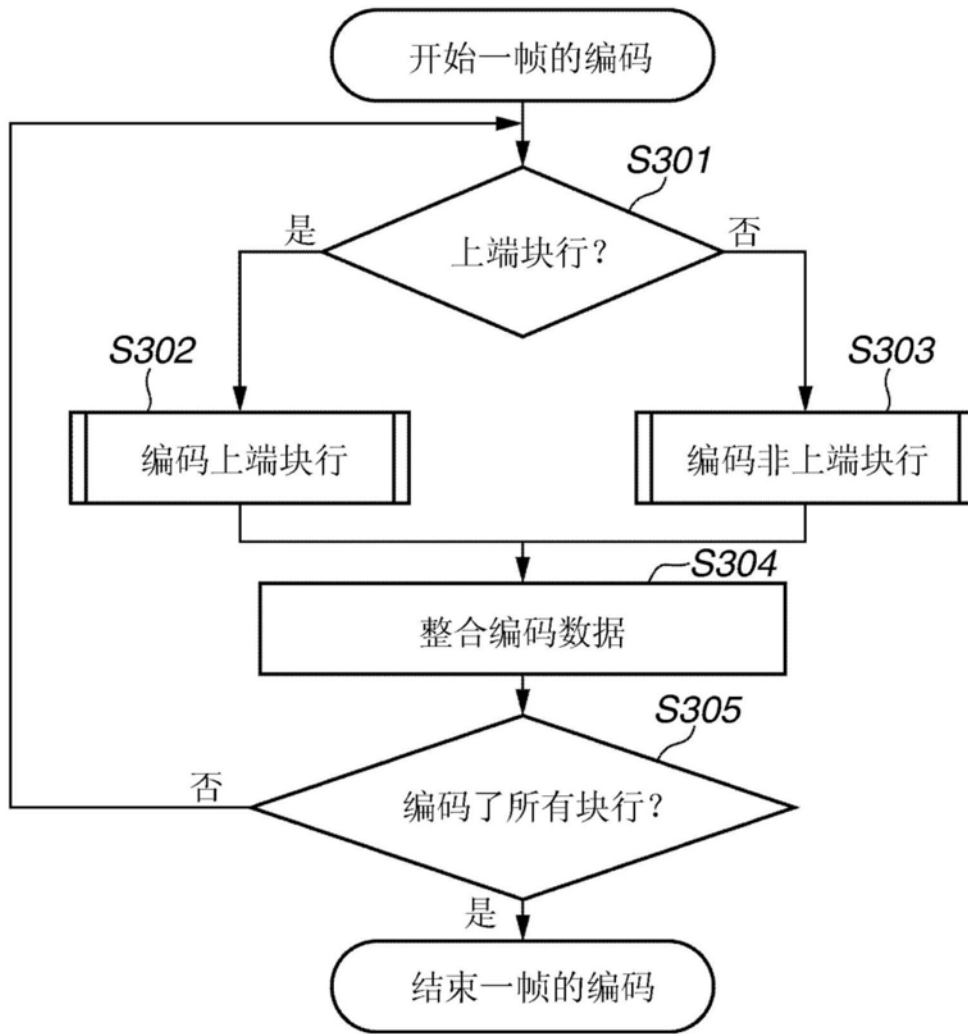 开始一帧的编码
S301
是
上端块行？
否
S302
S303
编码上端块行
编码非上端块行
S304
整合编码数据
S305
否
编码了所有块行？
是
结束一帧的编码